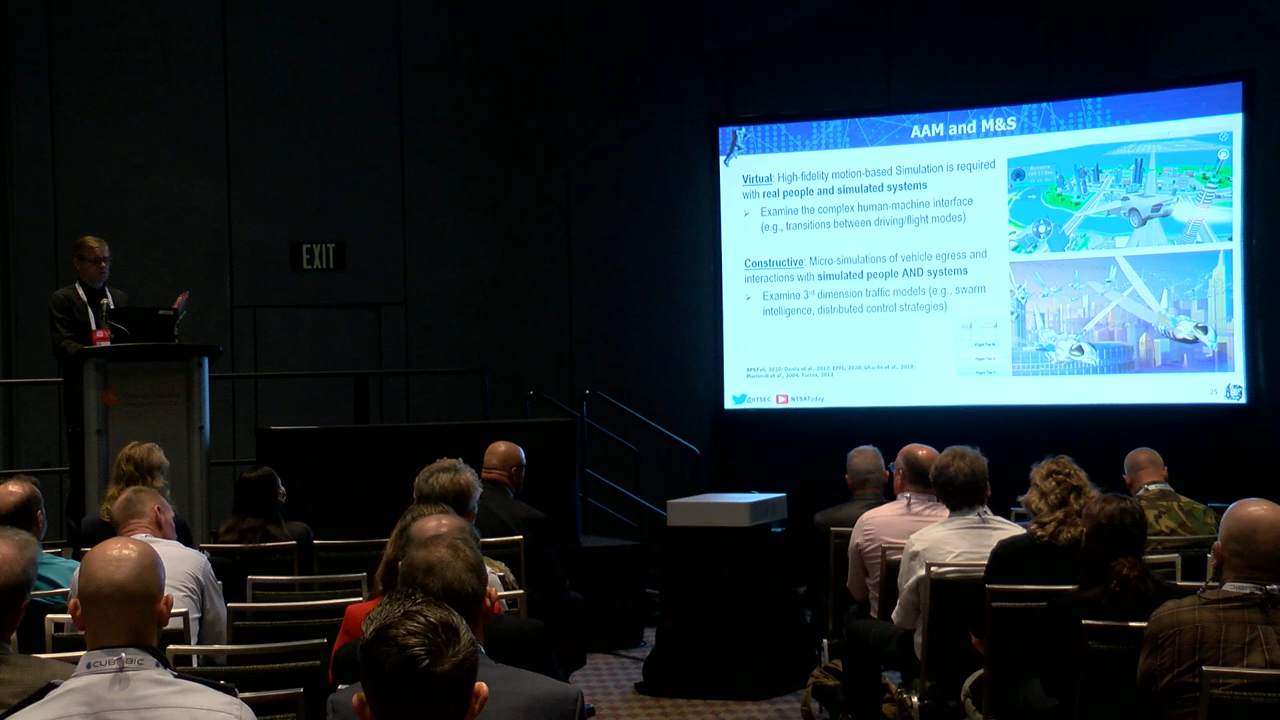 AAM and M&S
Virtual: High-fidelity motion-based Simulation is required
with real people and simulated systems
➢ Examine the complex human-machine interface
(e.g., transitions between driving/flight modes)
Constructive: Micro-simulations of vehicle egress and
interactions with simulated people AND systems
➢ Examine 3rd dimension traffic models (e.g., swarm
intelligence, distributed control strategies)
@IITSEC NTSAToday
25
EXIT
CUBIC